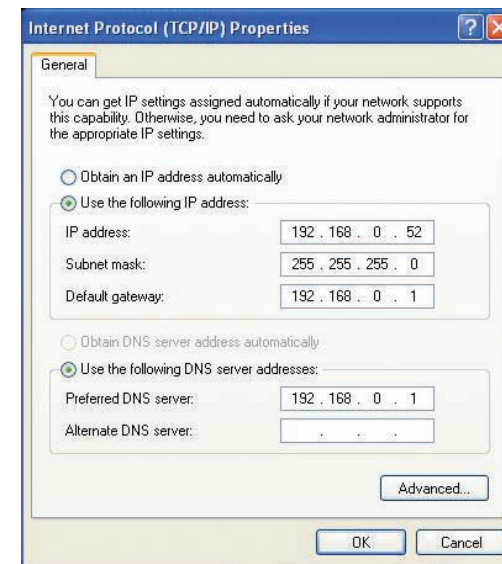 Internet Protocol (TCP/IP) Properties
General
You can get IP settings assigned automatically if your network supports
this capability. Otherwise, you need to ask your network administrator for
the appropriate IP settings.
Obtain an IP address automatically
Use the following IP address:
IP address: 192 . 168 . 0 . 52
Subnet mask: 255 . 255 . 255 . 0
Default gateway: 192 . 168 . 0 . 1
Obtain DNS server address automatically
Use the following DNS server addresses:
Preferred DNS server: 192 . 168 . 0 . 1
Alternate DNS server: . . .
Advanced...
OK Cancel